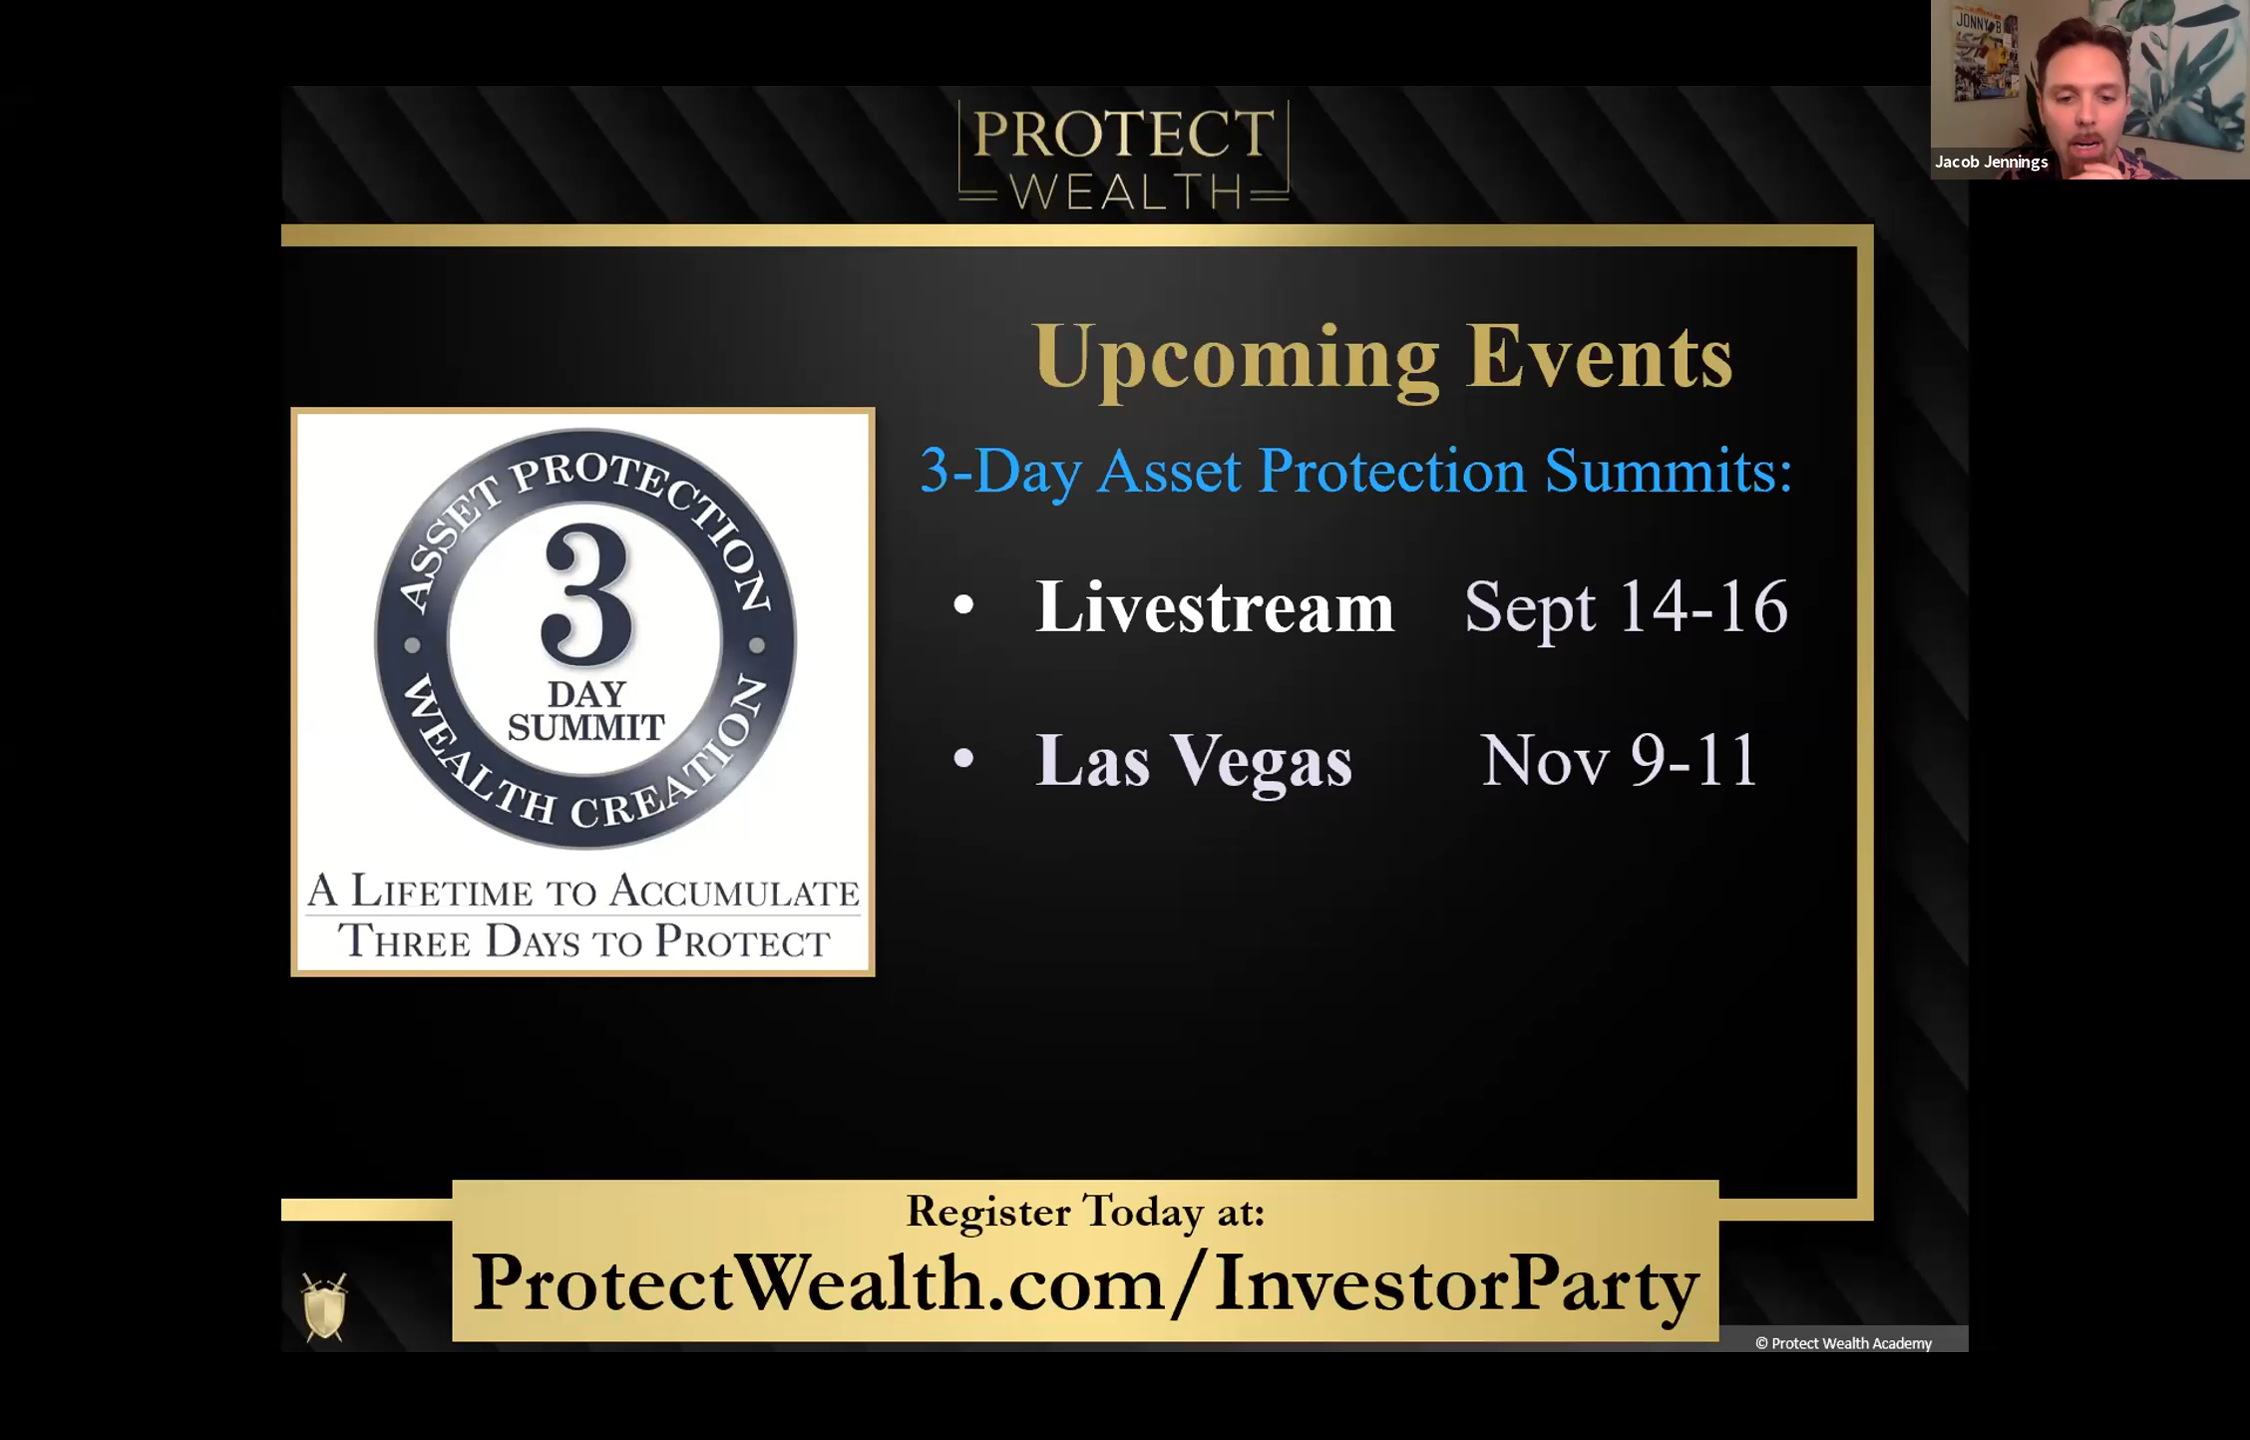 JONNY B
Jacob Jennings
PROTECT
WEALTH
Upcoming Events
3-Day Asset Protection Summits:
• Livestream Sept 14-16
• Las Vegas Nov 9-11
ASSET PROTECTION
3
DAY
SUMMIT
WEALTH CREATION
A LIFETIME TO ACCUMULATE
THREE DAYS TO PROTECT
Register Today at:
ProtectWealth.com/InvestorParty
© Protect Wealth Academy